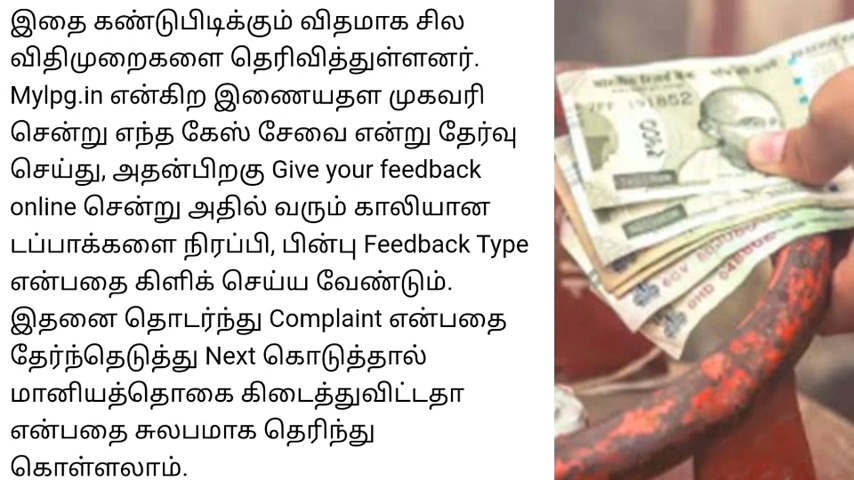 இதை கண்டுபிடிக்கும் விதமாக சில
விதிமுறைகளை தெரிவித்துள்ளனர்.
Mylpg.in என்கிற இணையதள முகவரி
சென்று எந்த கேஸ் சேவை என்று தேர்வு
செய்து, அதன்பிறகு Give your feedback
online சென்று அதில் வரும் காலியான
டப்பாக்களை நிரப்பி, பின்பு Feedback Type
என்பதை கிளிக் செய்ய வேண்டும்.
இதனை தொடர்ந்து Complaint என்பதை
தேர்ந்தெடுத்து Next கொடுத்தால்
மானியத்தொகை கிடைத்துவிட்டதா
என்பதை சுலபமாக தெரிந்து
கொள்ளலாம்.
भारतीय रिज़र्व बैंक
191852